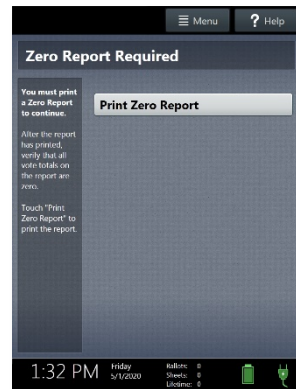 Menu
? Help
Zero Report Required
You must print
a Zero Report
to continue.
After the report
has printed,
verify that all
vote totals on
the report are
zero.
Touch "Print
Zero Report" to
print the report.
Print Zero Report
1:32 PM
Friday
5/1/2020
Ballots: 0
Sheets: 0
Lifetime: 0